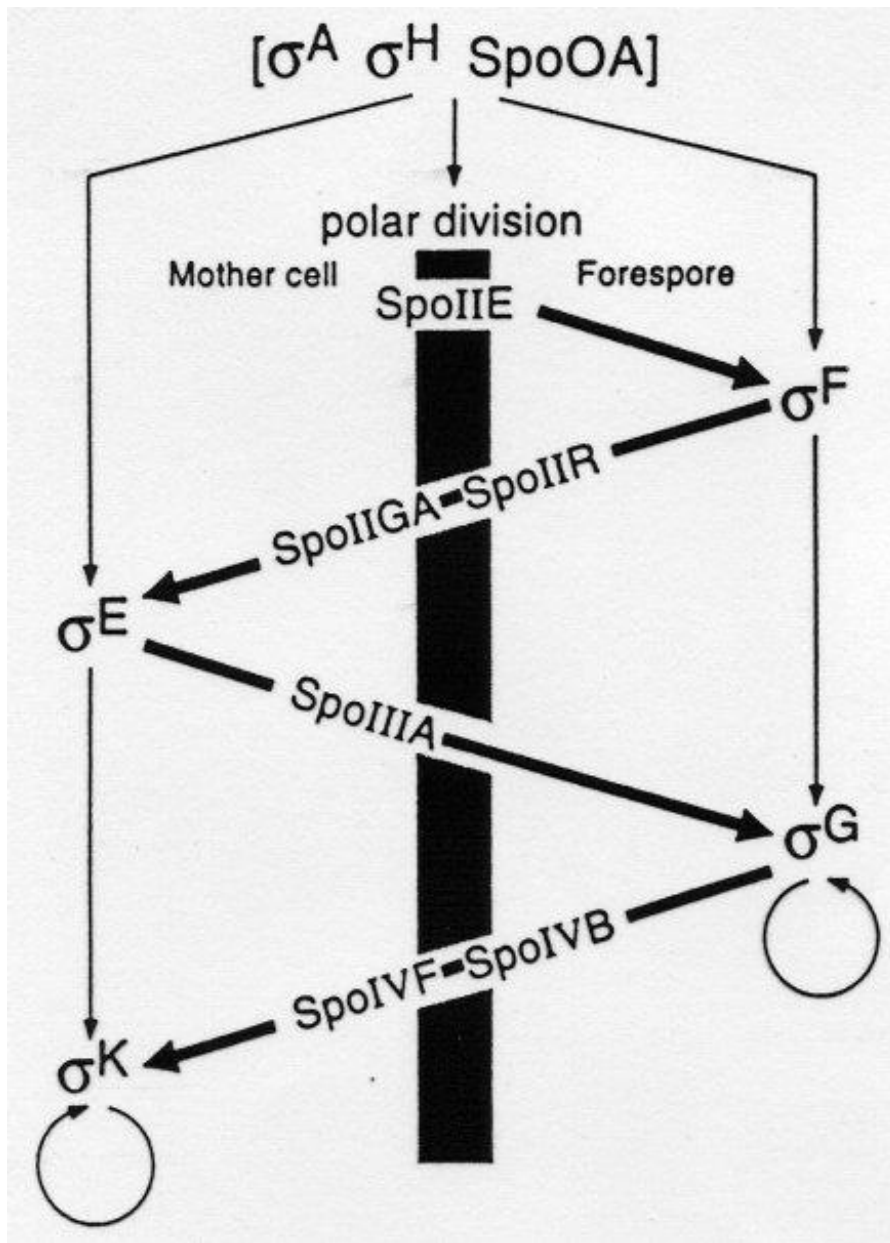 [σᴬ σᴴ SpoOA]
polar division
Mother cell
Forespore
SpoIIE
σF
SpoIIGA SpoIIR
σE
SpoIIIA
σG
SpoIVF SpoIVB
σK